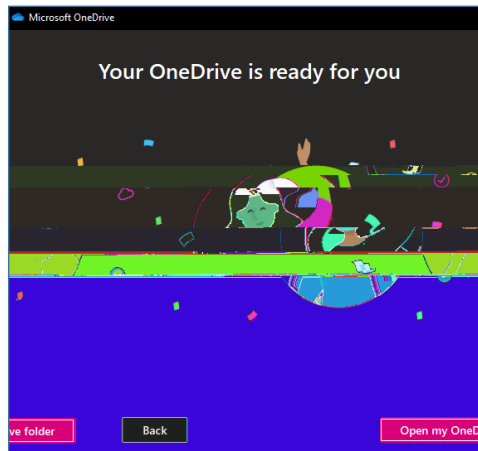 Microsoft OneDrive
Your OneDrive is ready for you
ve folder
Back
Open my OneD